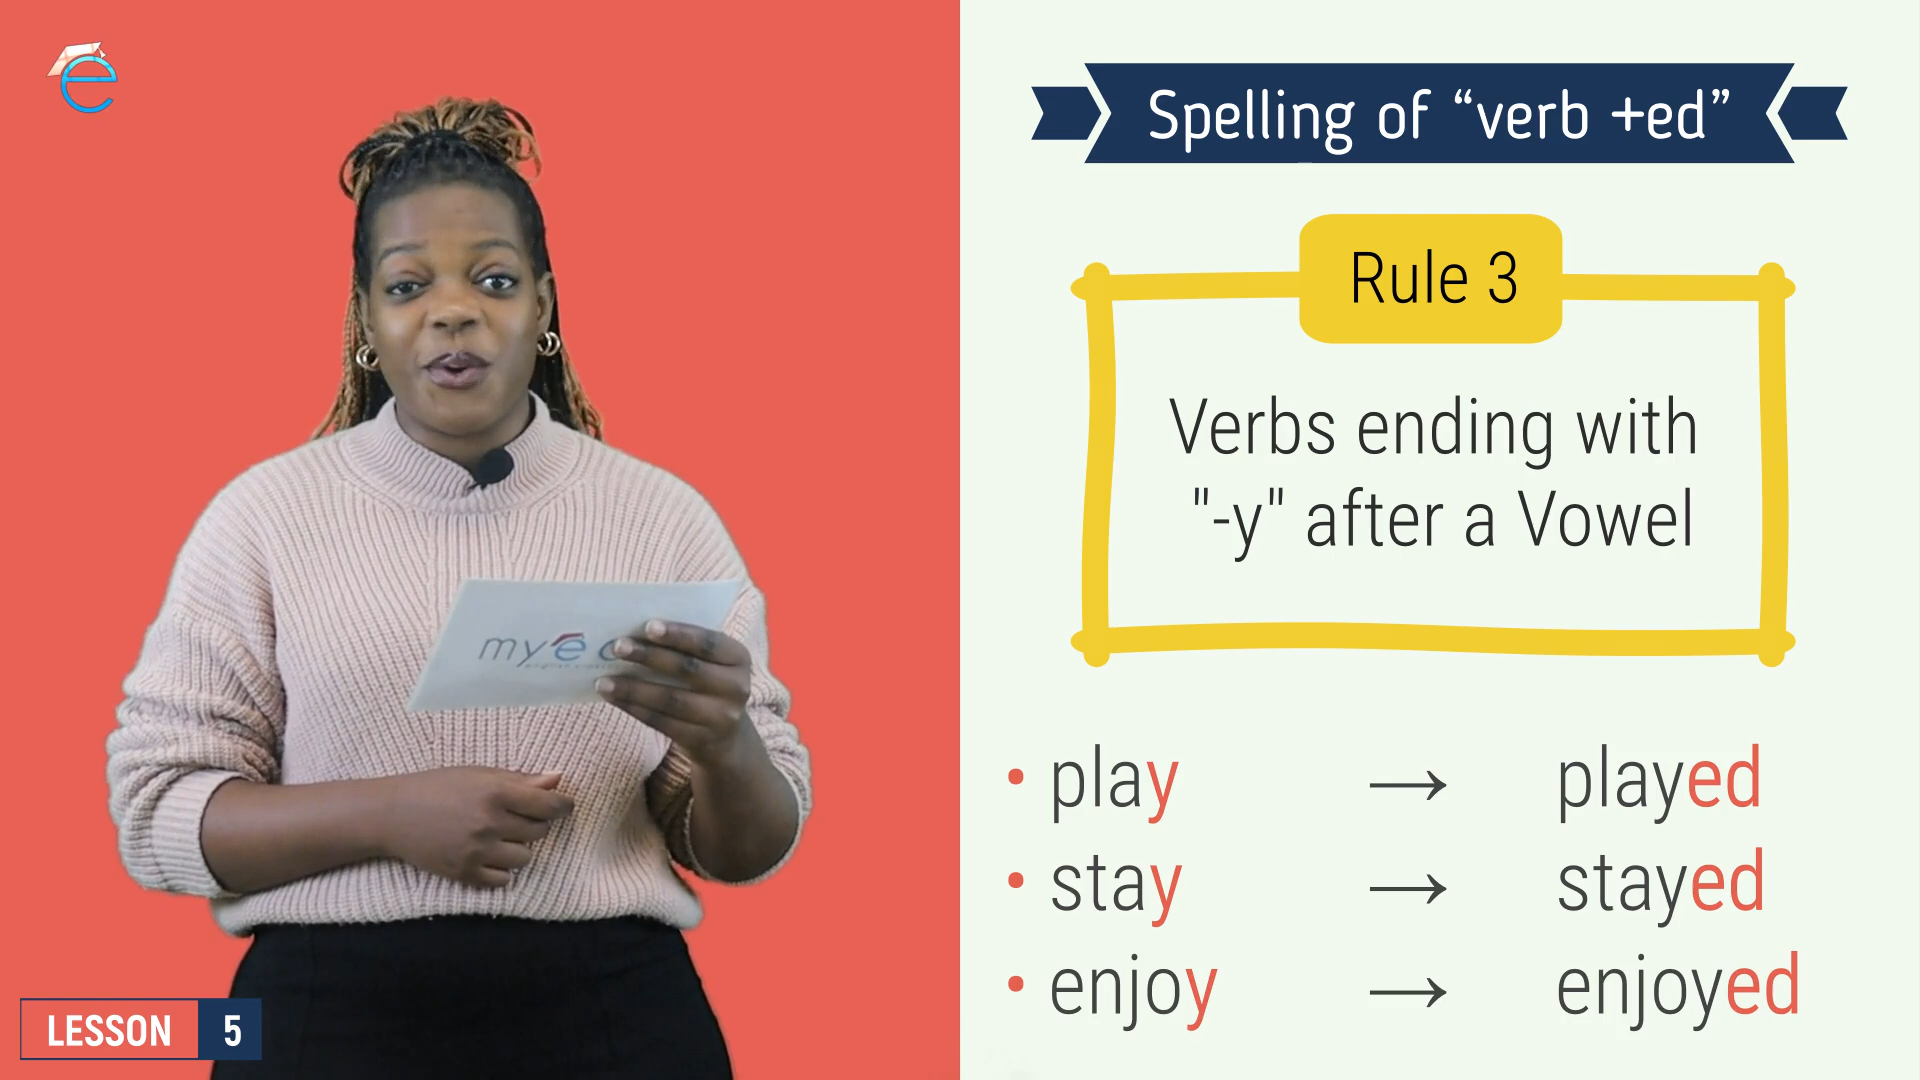 e
Spelling of “verb +ed”
Rule 3
Verbs ending with
"-y" after a Vowel
mye
• play → played
• stay → stayed
• enjoy → enjoyed
LESSON 5